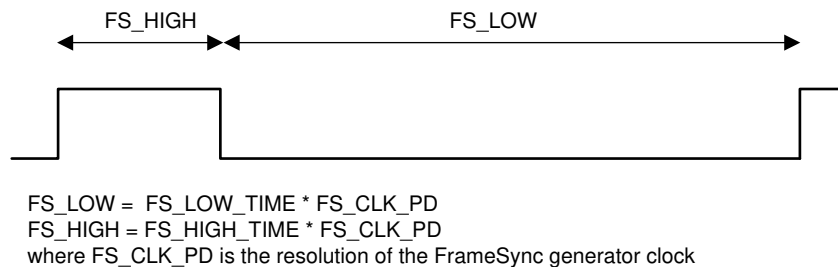 FS_HIGH
FS_LOW
FS_LOW = FS_LOW_TIME * FS_CLK_PD
FS_HIGH = FS_HIGH_TIME * FS_CLK_PD
where FS_CLK_PD is the resolution of the FrameSync generator clock